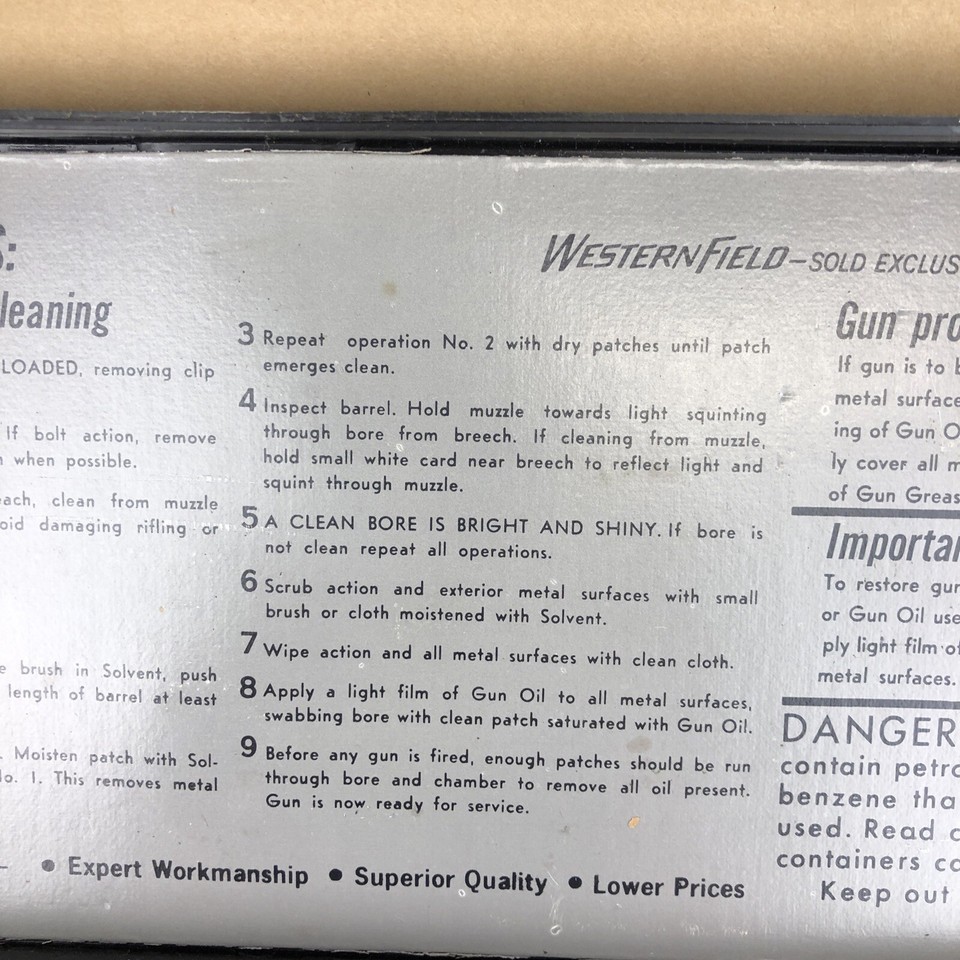 S:
leaning
LOADED, removing clip
If bolt action, remove
when possible.
each, clean from muzzle
oid damaging rifling or
e brush in Solvent, push
length of barrel at least
. Moisten patch with Sol-
No. 1. This removes metal
WESTERNFIELD—SOLD EXCLUS
3 Repeat operation No. 2 with dry patches until patch
emerges clean.
4 Inspect barrel. Hold muzzle towards light squinting
through bore from breech. If cleaning from muzzle,
hold small white card near breech to reflect light and
squint through muzzle.
5 A CLEAN BORE IS BRIGHT AND SHINY. If bore is
not clean repeat all operations.
6 Scrub action and exterior metal surfaces with small
brush or cloth moistened with Solvent.
7 Wipe action and all metal surfaces with clean cloth.
8 Apply a light film of Gun Oil to all metal surfaces,
swabbing bore with clean patch saturated with Gun Oil.
9 Before any gun is fired, enough patches should be run
through bore and chamber to remove all oil present.
Gun is now ready for service.
Gun pro
If gun is to b
metal surface
ing of Gun O
ly cover all m
of Gun Greas
Importan
To restore gun
or Gun Oil use
ply light film of
metal surfaces.
DANGER
contain petro
benzene tha
used. Read c
containers ca
Keep out
• Expert Workmanship • Superior Quality • Lower Prices